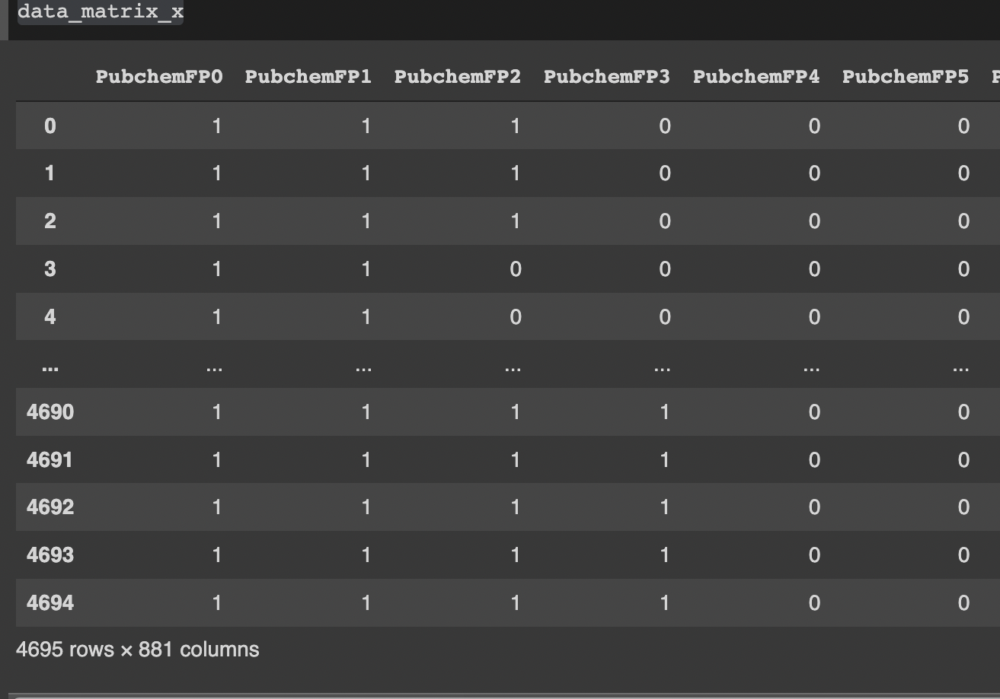 data_matrix_x
PubchemFP0 PubchemFP1 PubchemFP2 PubchemFP3 PubchemFP4 PubchemFP5
0 1 1 1 0 0 0
1 1 1 1 0 0 0
2 1 1 1 0 0 0
3 1 1 0 0 0 0
4 1 1 0 0 0 0
... ... ... ... ... ... ...
4690 1 1 1 1 0 0
4691 1 1 1 1 0 0
4692 1 1 1 1 0 0
4693 1 1 1 1 0 0
4694 1 1 1 1 0 0
4695 rows × 881 columns